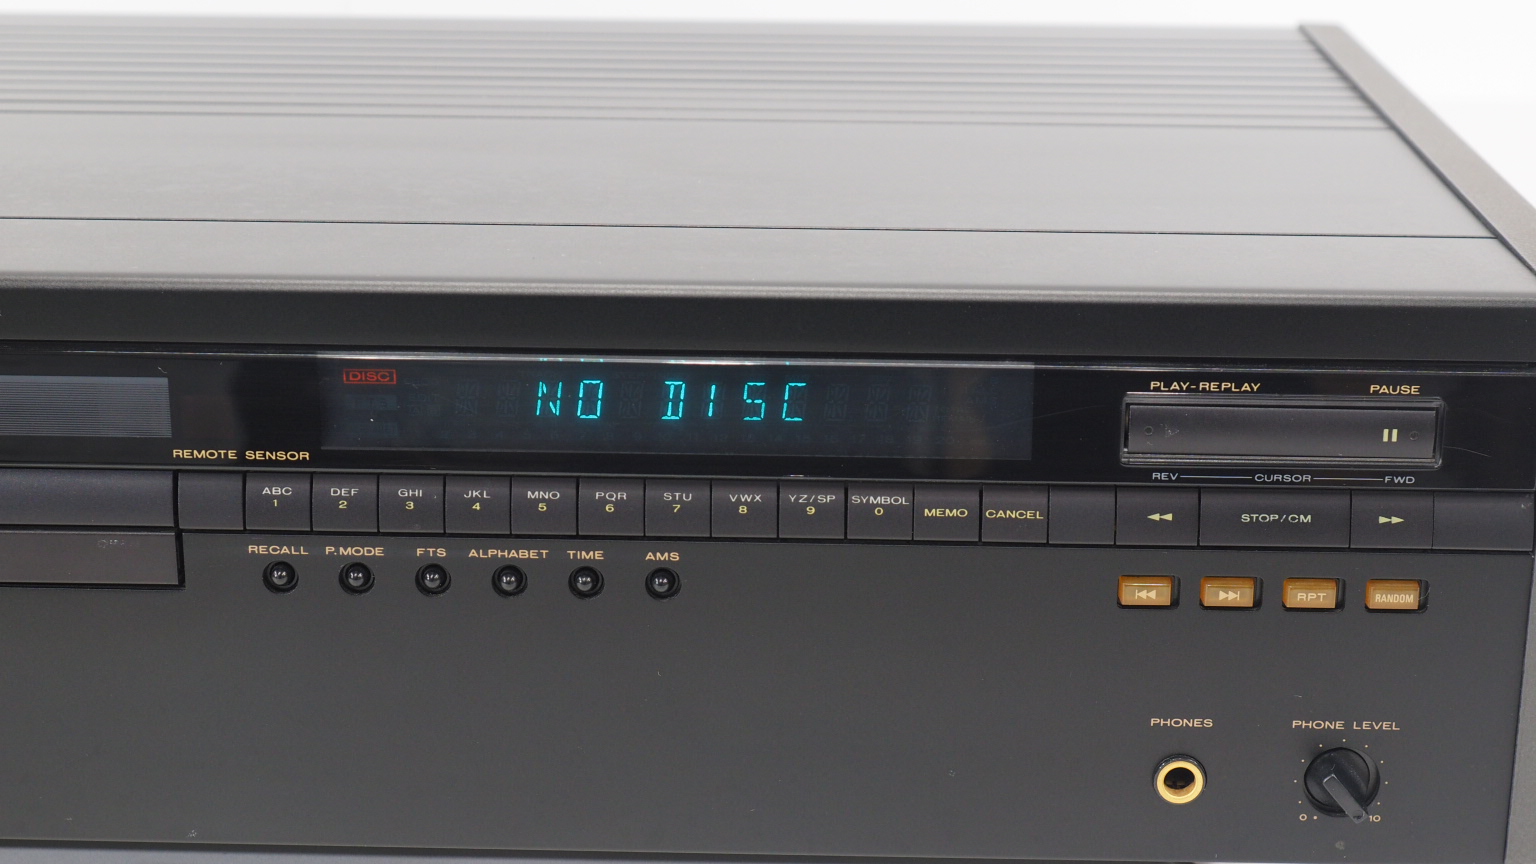 DISC
NO DISC
PLAY-REPLAY PAUSE
REMOTE SENSOR
REV CURSOR FWD
ABC DEF GHI JKL MNO PQR STU VWX YZ/SP SYMBOL
1 2 3 4 5 6 7 8 9 0 MEMO CANCEL STOP/CM
RECALL P.MODE FTS ALPHABET TIME AMS
RPT RANDOM
PHONES PHONE LEVEL
0 10